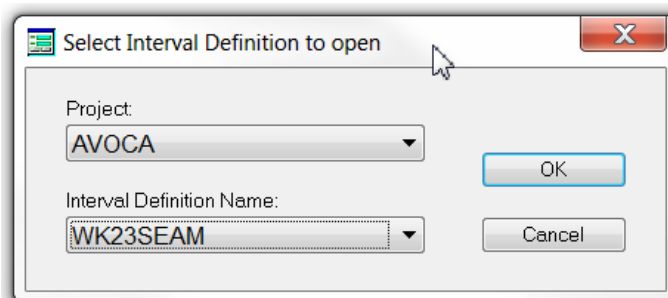 Select Interval Definition to open
Project:
AVOCA
OK
Interval Definition Name:
WK23SEAM
Cancel